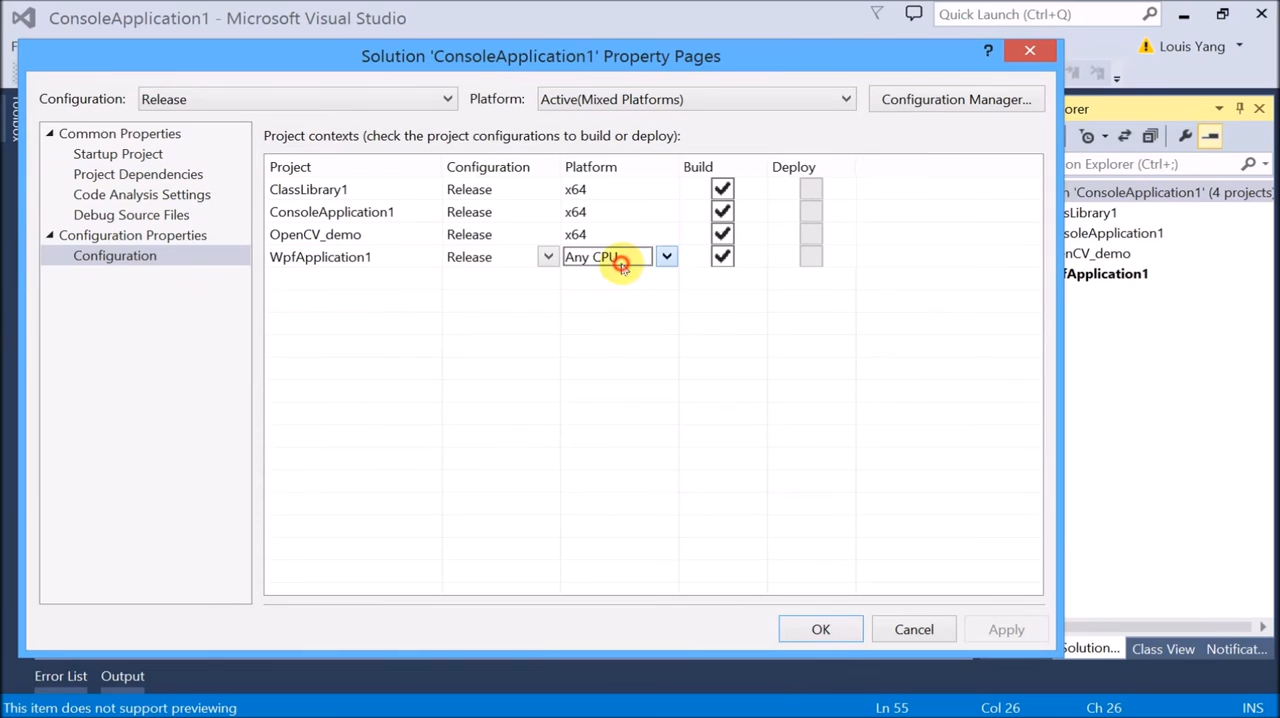 ConsoleApplication1 - Microsoft Visual Studio
Quick Launch (Ctrl+Q)
Louis Yang
Solution 'ConsoleApplication1' Property Pages
?
Configuration: Release Platform: Active(Mixed Platforms) Configuration Manager...
Common Properties
Startup Project
Project Dependencies
Code Analysis Settings
Debug Source Files
Configuration Properties
Configuration
Project contexts (check the project configurations to build or deploy):
Project Configuration Platform Build Deploy
ClassLibrary1 Release x64
ConsoleApplication1 Release x64
OpenCV_demo Release x64
WpfApplication1 Release Any CPU
OK Cancel Apply
orer
on Explorer (Ctrl+;)
n 'ConsoleApplication1' (4 projects)
sLibrary1
soleApplication1
nCV_demo
fApplication1
Solution... Class View Notificat...
Error List Output
This item does not support previewing Ln 55 Col 26 Ch 26 INS